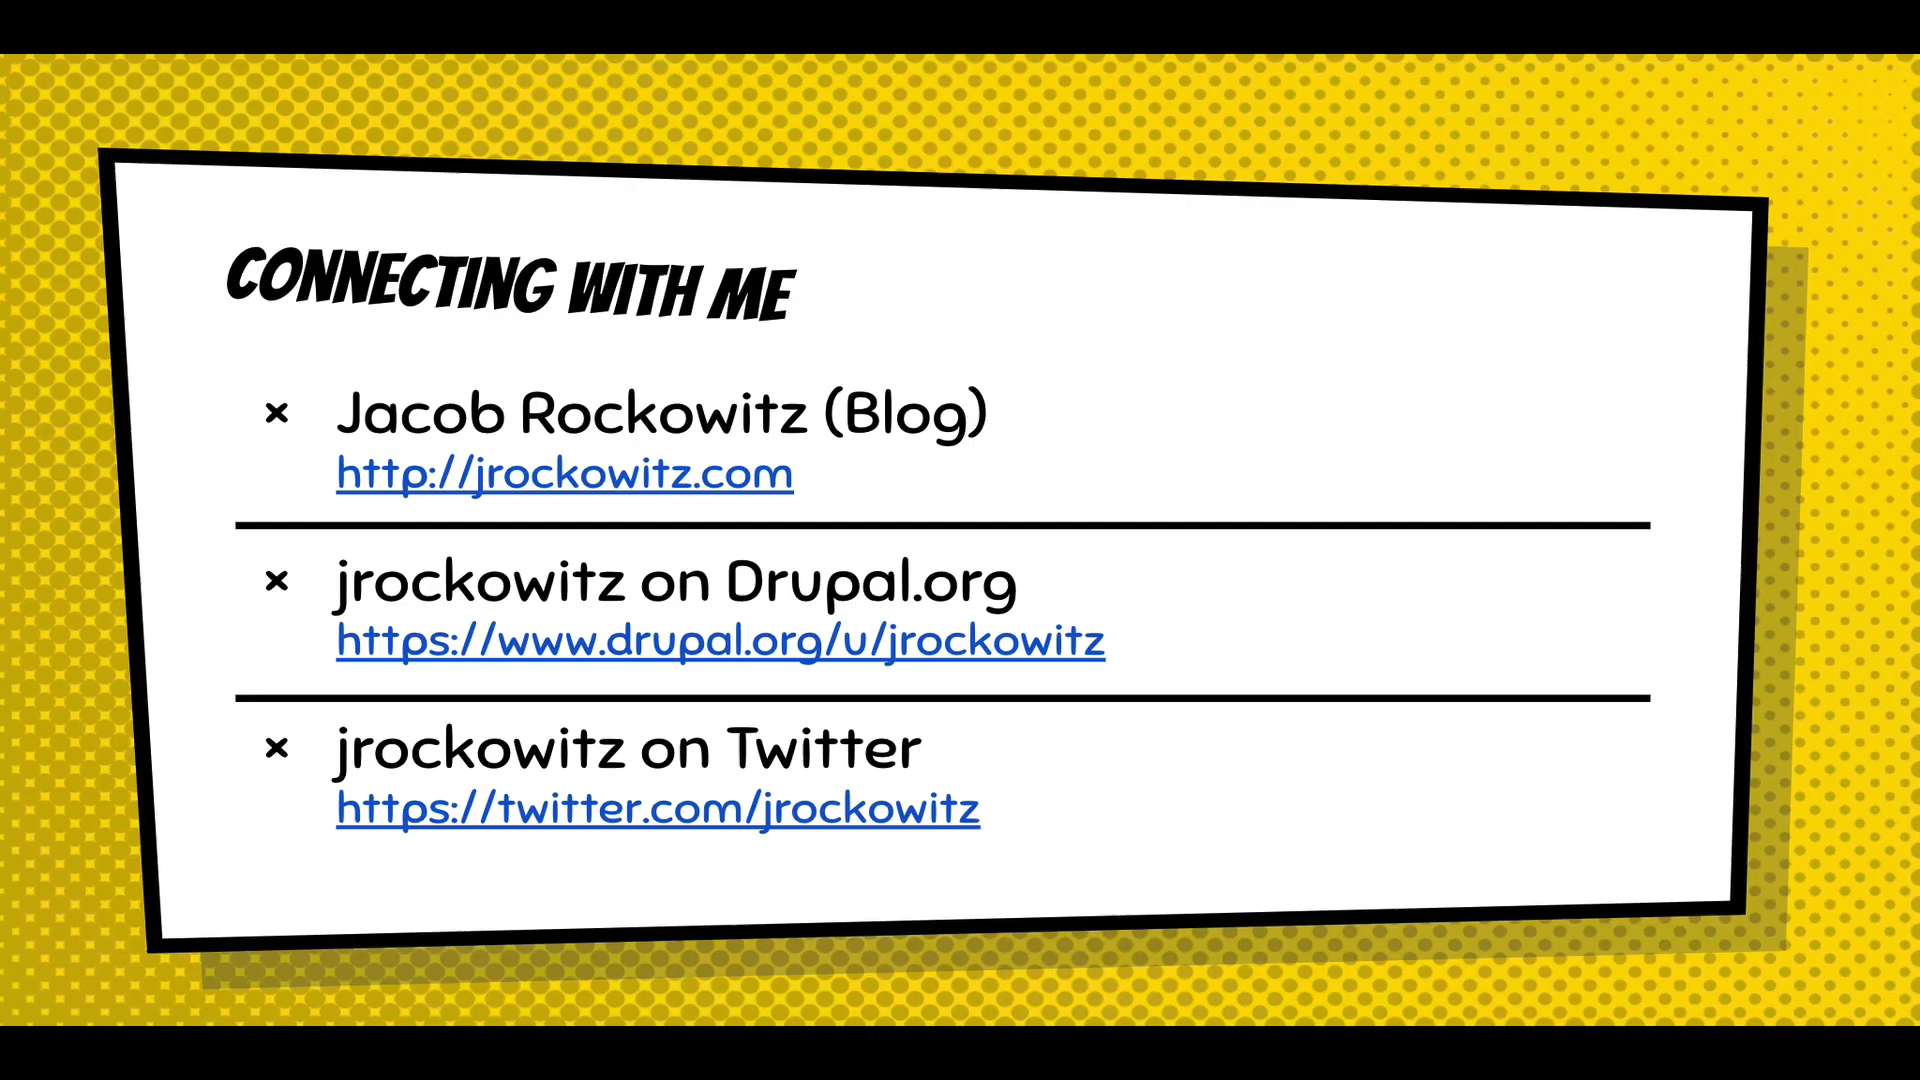 CONNECTING WITH ME
× Jacob Rockowitz (Blog)
http://jrockowitz.com
× jrockowitz on Drupal.org
https://www.drupal.org/u/jrockowitz
× jrockowitz on Twitter
https://twitter.com/jrockowitz